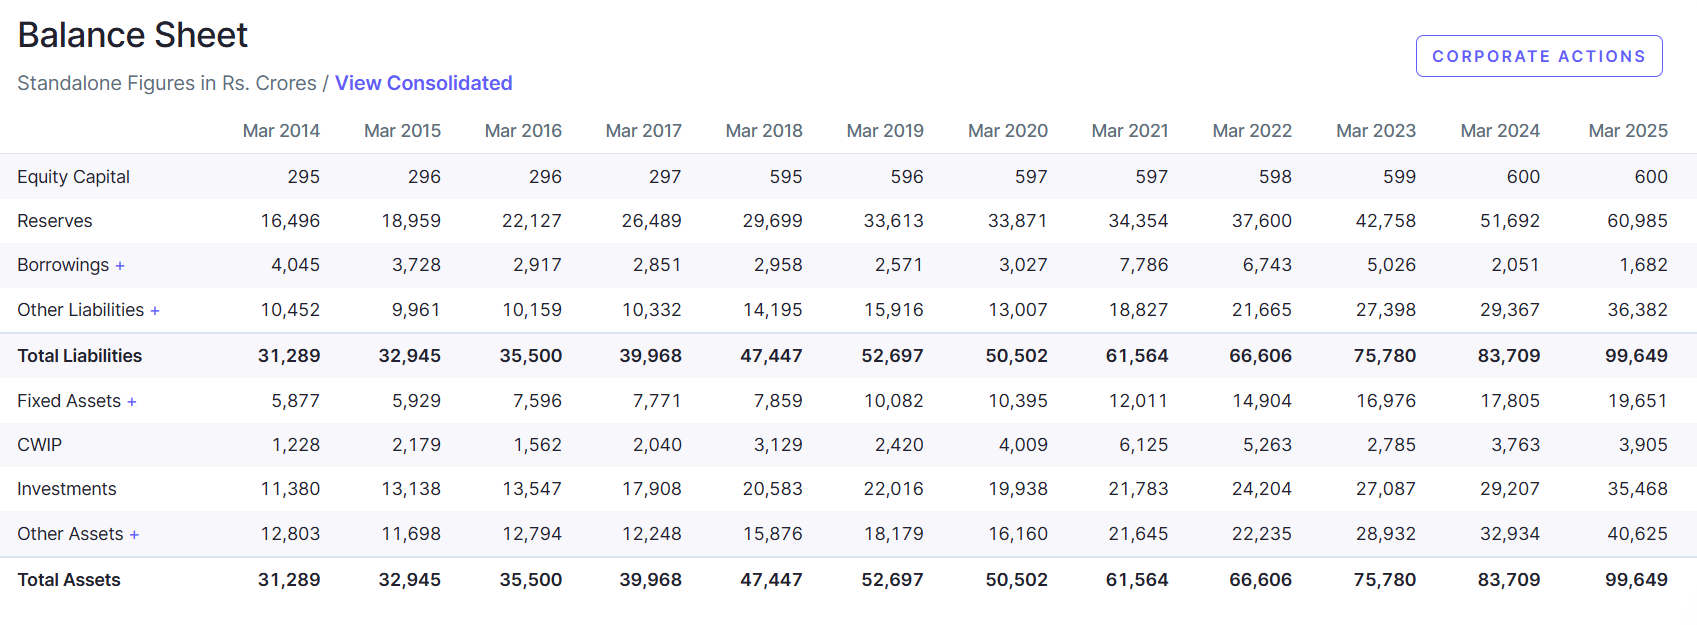 Balance Sheet
CORPORATE ACTIONS
Standalone Figures in Rs. Crores / View Consolidated
Mar 2014 Mar 2015 Mar 2016 Mar 2017 Mar 2018 Mar 2019 Mar 2020 Mar 2021 Mar 2022 Mar 2023 Mar 2024 Mar 2025
Equity Capital 295 296 296 297 595 596 597 597 598 599 600 600
Reserves 16,496 18,959 22,127 26,489 29,699 33,613 33,871 34,354 37,600 42,758 51,692 60,985
Borrowings + 4,045 3,728 2,917 2,851 2,958 2,571 3,027 7,786 6,743 5,026 2,051 1,682
Other Liabilities + 10,452 9,961 10,159 10,332 14,195 15,916 13,007 18,827 21,665 27,398 29,367 36,382
Total Liabilities 31,289 32,945 35,500 39,968 47,447 52,697 50,502 61,564 66,606 75,780 83,709 99,649
Fixed Assets + 5,877 5,929 7,596 7,771 7,859 10,082 10,395 12,011 14,904 16,976 17,805 19,651
CWIP 1,228 2,179 1,562 2,040 3,129 2,420 4,009 6,125 5,263 2,785 3,763 3,905
Investments 11,380 13,138 13,547 17,908 20,583 22,016 19,938 21,783 24,204 27,087 29,207 35,468
Other Assets + 12,803 11,698 12,794 12,248 15,876 18,179 16,160 21,645 22,235 28,932 32,934 40,625
Total Assets 31,289 32,945 35,500 39,968 47,447 52,697 50,502 61,564 66,606 75,780 83,709 99,649